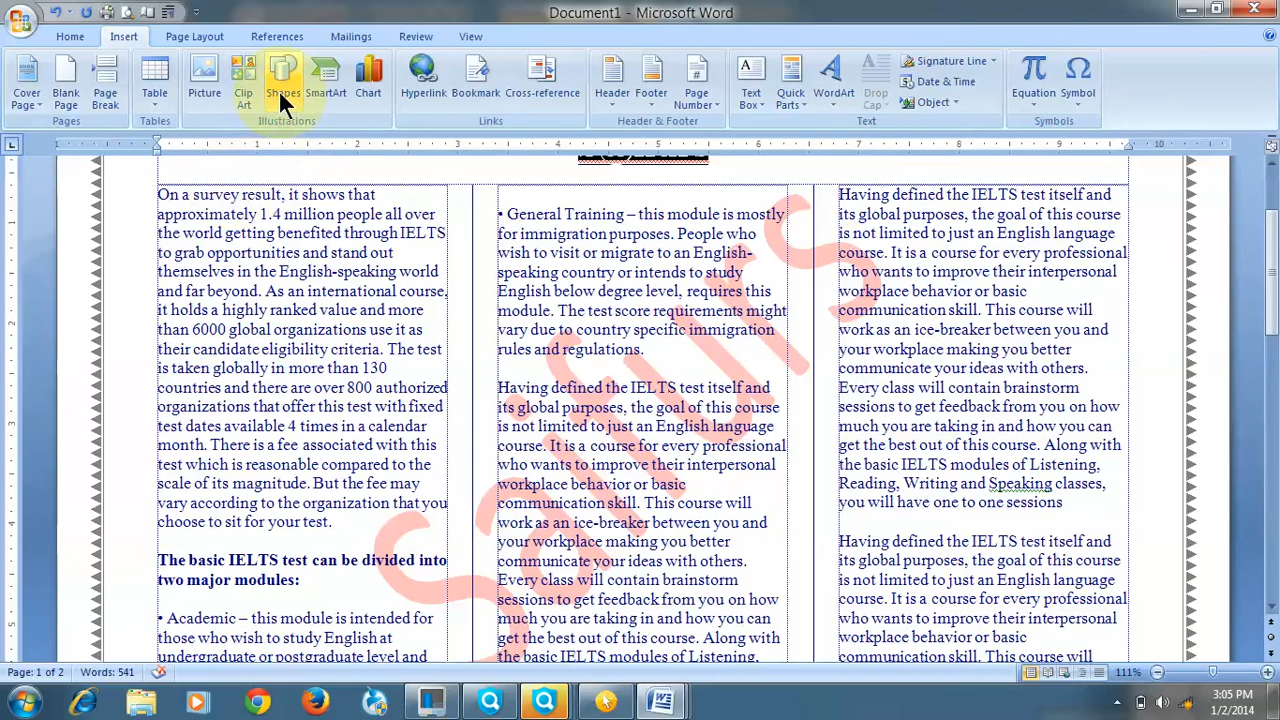 Document1 - Microsoft Word
Home Insert Page Layout References Mailings Review View
Cover Page Blank Page Page Break Table Picture Clip Art Shapes SmartArt Chart Hyperlink Bookmark Cross-reference Header Footer Page Number Text Box Quick Parts WordArt Drop Cap Signature Line Date & Time Object Equation Symbol
Pages Tables Illustrations Links Header & Footer Text Symbols
1 1 2 3 4 5 6 7 8 9 10
1
2
3
4
5
On a survey result, it shows that
approximately 1.4 million people all over
the world getting benefited through IELTS
to grab opportunities and stand out
themselves in the English-speaking world
and far beyond. As an international course,
it holds a highly ranked value and more
than 6000 global organizations use it as
their candidate eligibility criteria. The test
is taken globally in more than 130
countries and there are over 800 authorized
organizations that offer this test with fixed
test dates available 4 times in a calendar
month. There is a fee associated with this
test which is reasonable compared to the
scale of its magnitude. But the fee may
vary according to the organization that you
choose to sit for your test.
The basic IELTS test can be divided into
two major modules:
• Academic – this module is intended for
those who wish to study English at
undergraduate or postgraduate level and
• General Training – this module is mostly
for immigration purposes. People who
wish to visit or migrate to an English-
speaking country or intends to study
English below degree level, requires this
module. The test score requirements might
vary due to country specific immigration
rules and regulations.
Having defined the IELTS test itself and
its global purposes, the goal of this course
is not limited to just an English language
course. It is a course for every professional
who wants to improve their interpersonal
workplace behavior or basic
communication skill. This course will
work as an ice-breaker between you and
your workplace making you better
communicate your ideas with others.
Every class will contain brainstorm
sessions to get feedback from you on how
much you are taking in and how you can
get the best out of this course. Along with
the basic IELTS modules of Listening,
Having defined the IELTS test itself and
its global purposes, the goal of this course
is not limited to just an English language
course. It is a course for every professional
who wants to improve their interpersonal
workplace behavior or basic
communication skill. This course will
work as an ice-breaker between you and
your workplace making you better
communicate your ideas with others.
Every class will contain brainstorm
sessions to get feedback from you on how
much you are taking in and how you can
get the best out of this course. Along with
the basic IELTS modules of Listening,
Reading, Writing and Speaking classes,
you will have one to one sessions
Having defined the IELTS test itself and
its global purposes, the goal of this course
is not limited to just an English language
course. It is a course for every professional
who wants to improve their interpersonal
workplace behavior or basic
communication skill. This course will
Saifurs
Page: 1 of 2 Words: 541 111%
3:05 PM
1/2/2014